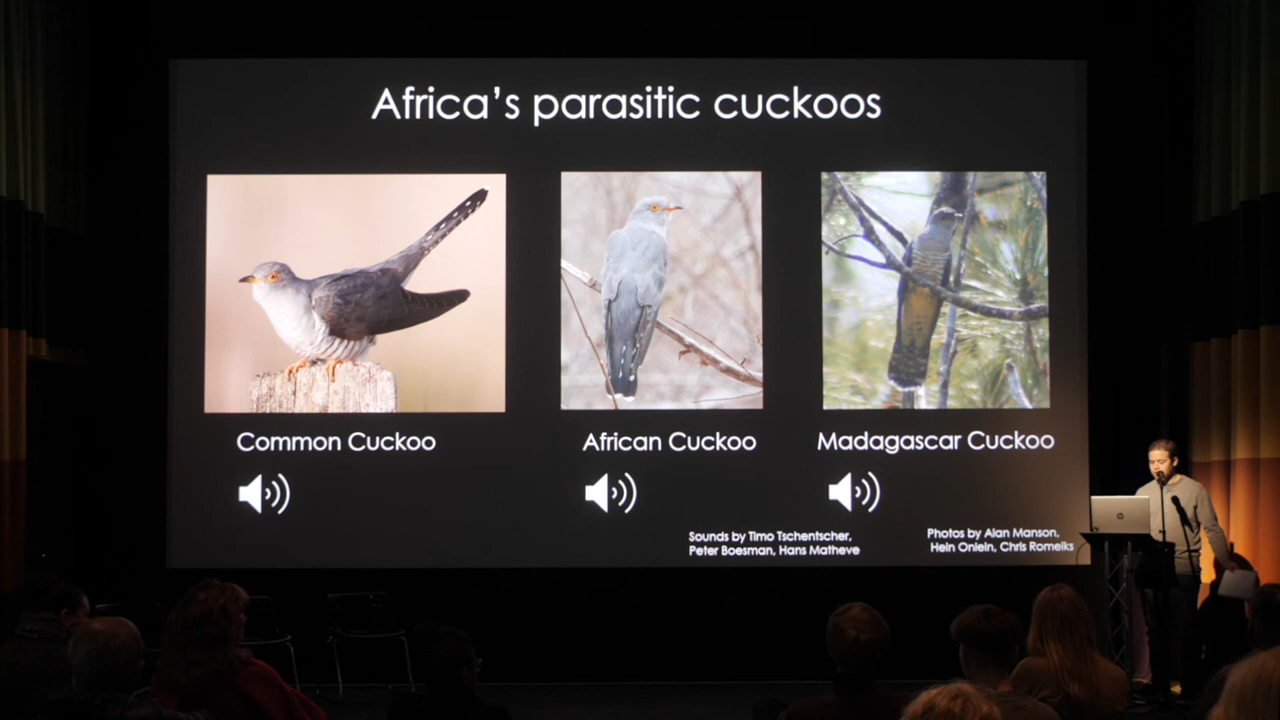 Africa's parasitic cuckoos
Common Cuckoo
African Cuckoo
Madagascar Cuckoo
Sounds by Timo Tschentscher,
Peter Boesman, Hans Matheve
Photos by Alan Manson,
Hein Onlein, Chris Romeiks
hp